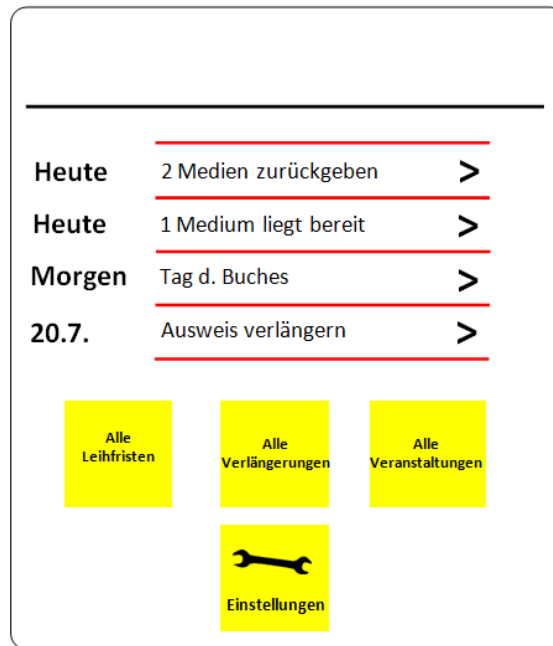 Heute 2 Medien zurückgeben >
Heute 1 Medium liegt bereit >
Morgen Tag d. Buches >
20.7. Ausweis verlängern >
Alle
Leihfristen
Alle
Verlängerungen
Alle
Veranstaltungen
Einstellungen